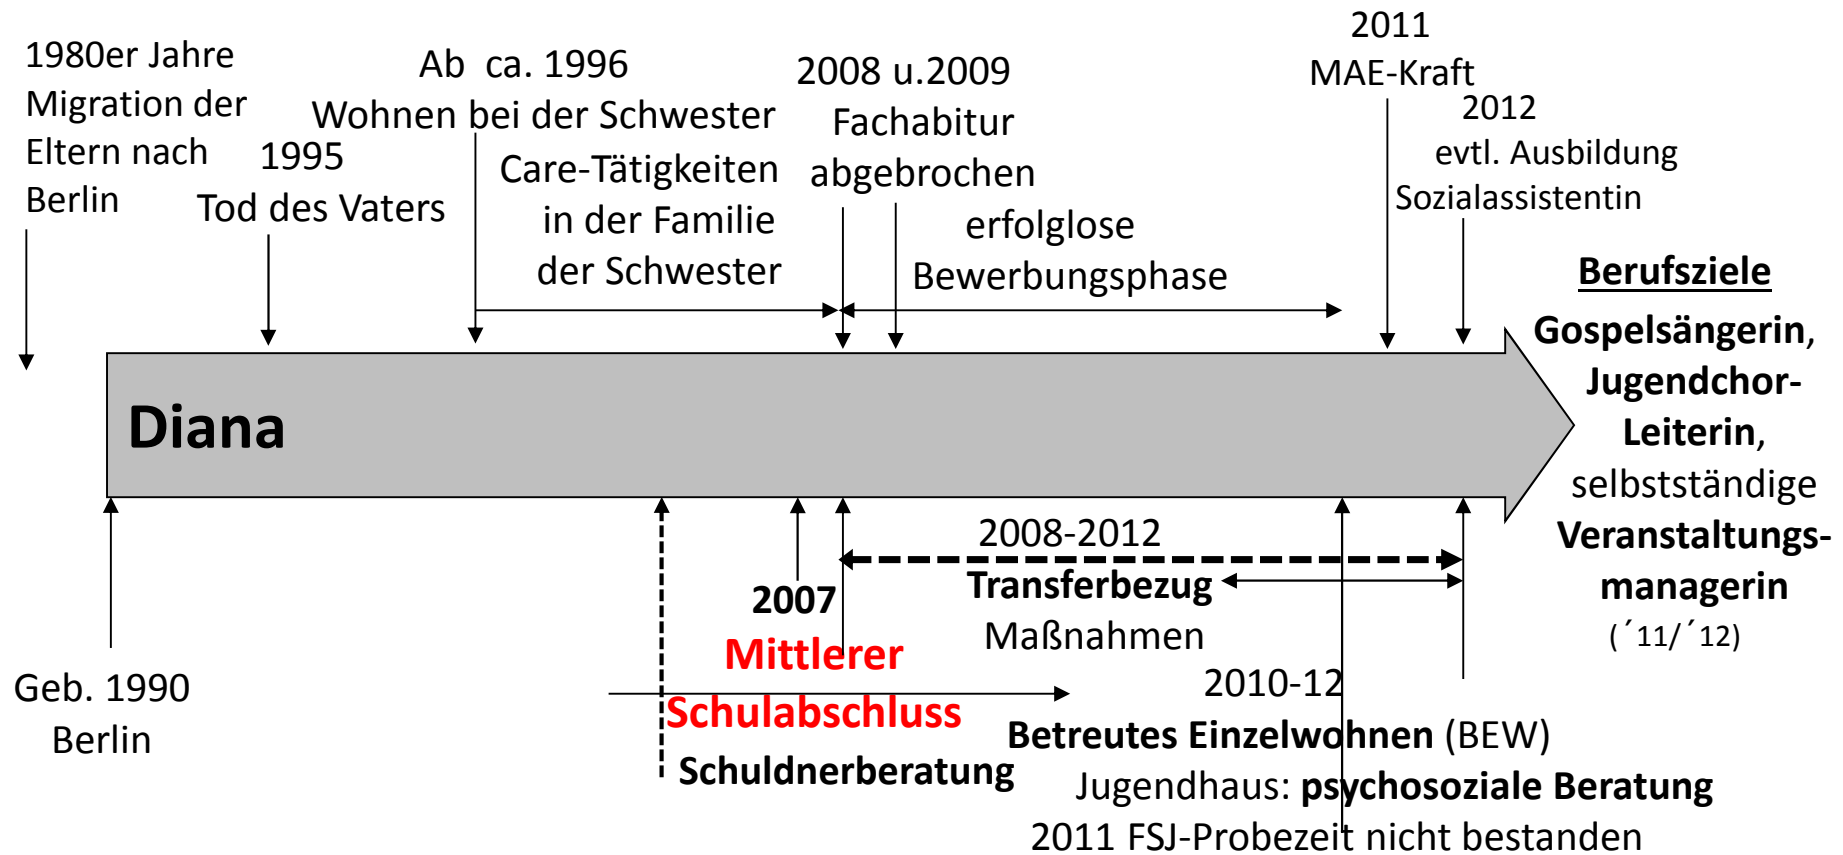 1980er Jahre
Migration der
Eltern nach
Berlin
1995
Tod des Vaters
Ab ca. 1996
Wohnen bei der Schwester
Care-Tätigkeiten
in der Familie
der Schwester
2008 u.2009
Fachabitur
abgebrochen
erfolglose
Bewerbungsphase
2011
MAE-Kraft
2012
evtl. Ausbildung
Sozialassistentin
Berufsziele
Gospelsängerin,
Jugendchor-
Leiterin,
selbstständige
Veranstaltungs-
managerin
(´11/´12)
Diana
Geb. 1990
Berlin
2007
Mittlerer
Schulabschluss
Schuldnerberatung
2008-2012
Transferbezug
Maßnahmen
2010-12
Betreutes Einzelwohnen (BEW)
Jugendhaus: psychosoziale Beratung
2011 FSJ-Probezeit nicht bestanden